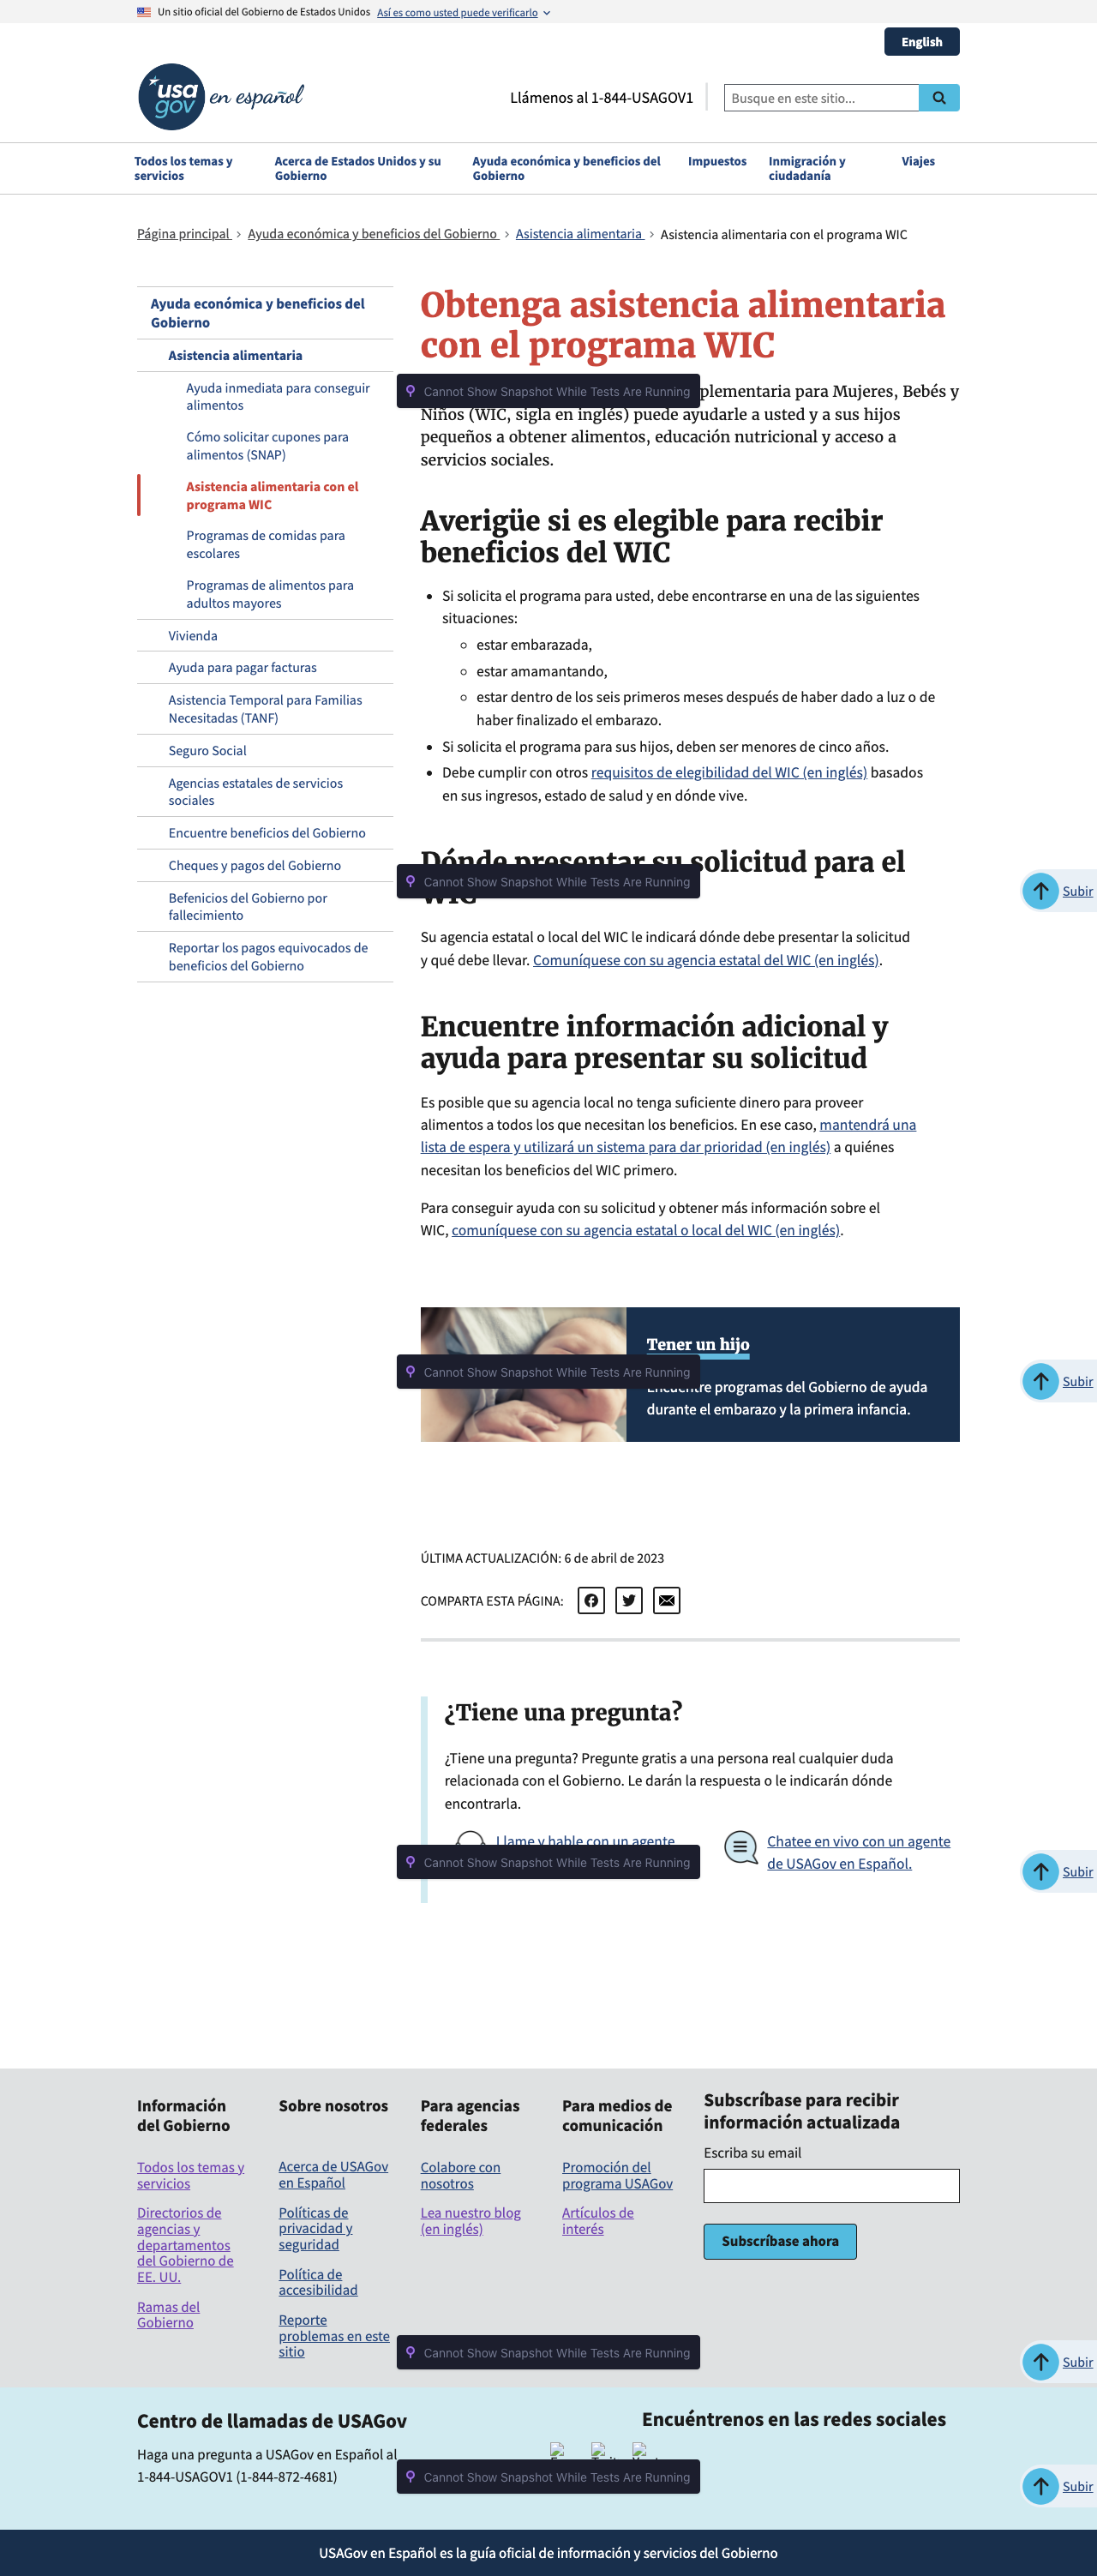 Un sitio oficial del Gobierno de Estados Unidos Así es como usted puede verificarlo
English
usa gov en español
Llámenos al 1-844-USAGOV1
Busque en este sitio...
Todos los temas y servicios
Acerca de Estados Unidos y su Gobierno
Ayuda económica y beneficios del Gobierno
Impuestos
Inmigración y ciudadanía
Viajes
Página principal > Ayuda económica y beneficios del Gobierno > Asistencia alimentaria > Asistencia alimentaria con el programa WIC
Ayuda económica y beneficios del
Gobierno
Asistencia alimentaria
Ayuda inmediata para conseguir
alimentos
Cómo solicitar cupones para
alimentos (SNAP)
Asistencia alimentaria con el
programa WIC
Programas de comidas para
escolares
Programas de alimentos para
adultos mayores
Vivienda
Ayuda para pagar facturas
Asistencia Temporal para Familias
Necesitadas (TANF)
Seguro Social
Agencias estatales de servicios
sociales
Encuentre beneficios del Gobierno
Cheques y pagos del Gobierno
Befenicios del Gobierno por
fallecimiento
Reportar los pagos equivocados de
beneficios del Gobierno
Obtenga asistencia alimentaria
con el programa WIC
Cannot Show Snapshot While Tests Are Running
plementaria para Mujeres, Bebés y
Niños (WIC, sigla en inglés) puede ayudarle a usted y a sus hijos
pequeños a obtener alimentos, educación nutricional y acceso a
servicios sociales.
Averigüe si es elegible para recibir
beneficios del WIC
Si solicita el programa para usted, debe encontrarse en una de las siguientes
situaciones:
estar embarazada,
estar amamantando,
estar dentro de los seis primeros meses después de haber dado a luz o de
haber finalizado el embarazo.
Si solicita el programa para sus hijos, deben ser menores de cinco años.
Debe cumplir con otros requisitos de elegibilidad del WIC (en inglés) basados
en sus ingresos, estado de salud y en dónde vive.
Dónde presentar su solicitud para el
WIC
Cannot Show Snapshot While Tests Are Running
Subir
Su agencia estatal o local del WIC le indicará dónde debe presentar la solicitud
y qué debe llevar. Comuníquese con su agencia estatal del WIC (en inglés).
Encuentre información adicional y
ayuda para presentar su solicitud
Es posible que su agencia local no tenga suficiente dinero para proveer
alimentos a todos los que necesitan los beneficios. En ese caso, mantendrá una
lista de espera y utilizará un sistema para dar prioridad (en inglés) a quiénes
necesitan los beneficios del WIC primero.
Para conseguir ayuda con su solicitud y obtener más información sobre el
WIC, comuníquese con su agencia estatal o local del WIC (en inglés).
Tener un hijo
Cannot Show Snapshot While Tests Are Running
Subir
Encuentre programas del Gobierno de ayuda
durante el embarazo y la primera infancia.
ÚLTIMA ACTUALIZACIÓN: 6 de abril de 2023
COMPARTA ESTA PÁGINA:
¿Tiene una pregunta?
¿Tiene una pregunta? Pregunte gratis a una persona real cualquier duda
relacionada con el Gobierno. Le darán la respuesta o le indicarán dónde
encontrarla.
Llame y hable con un agente
Cannot Show Snapshot While Tests Are Running
Chatee en vivo con un agente
de USAGov en Español.
Subir
Información
del Gobierno
Todos los temas y
servicios
Directorios de
agencias y
departamentos
del Gobierno de
EE. UU.
Ramas del
Gobierno
Sobre nosotros
Acerca de USAGov
en Español
Políticas de
privacidad y
seguridad
Política de
accesibilidad
Reporte
problemas en este
sitio
Para agencias
federales
Colabore con
nosotros
Lea nuestro blog
(en inglés)
Para medios de
comunicación
Promoción del
programa USAGov
Artículos de
interés
Subscríbase para recibir
información actualizada
Escriba su email
Subscríbase ahora
Cannot Show Snapshot While Tests Are Running
Subir
Centro de llamadas de USAGov
Haga una pregunta a USAGov en Español al
1-844-USAGOV1 (1-844-872-4681)
Encuéntrenos en las redes sociales
Cannot Show Snapshot While Tests Are Running
Subir
USAGov en Español es la guía oficial de información y servicios del Gobierno